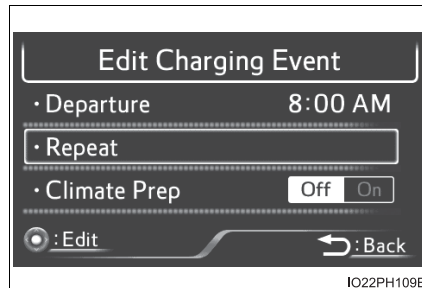 Edit Charging Event
· Departure 8:00 AM
· Repeat
· Climate Prep Off On
: Edit : Back
IO22PH109E